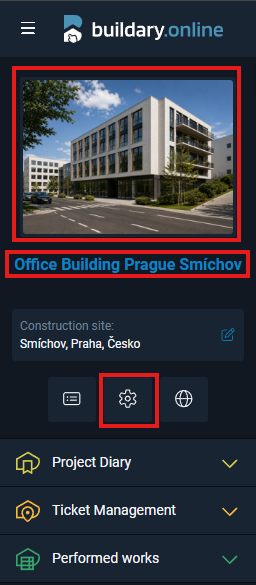 buildary.online
Office Building Prague Smíchov
Construction site:
Smíchov, Praha, Česko
Project Diary
Ticket Management
Performed works